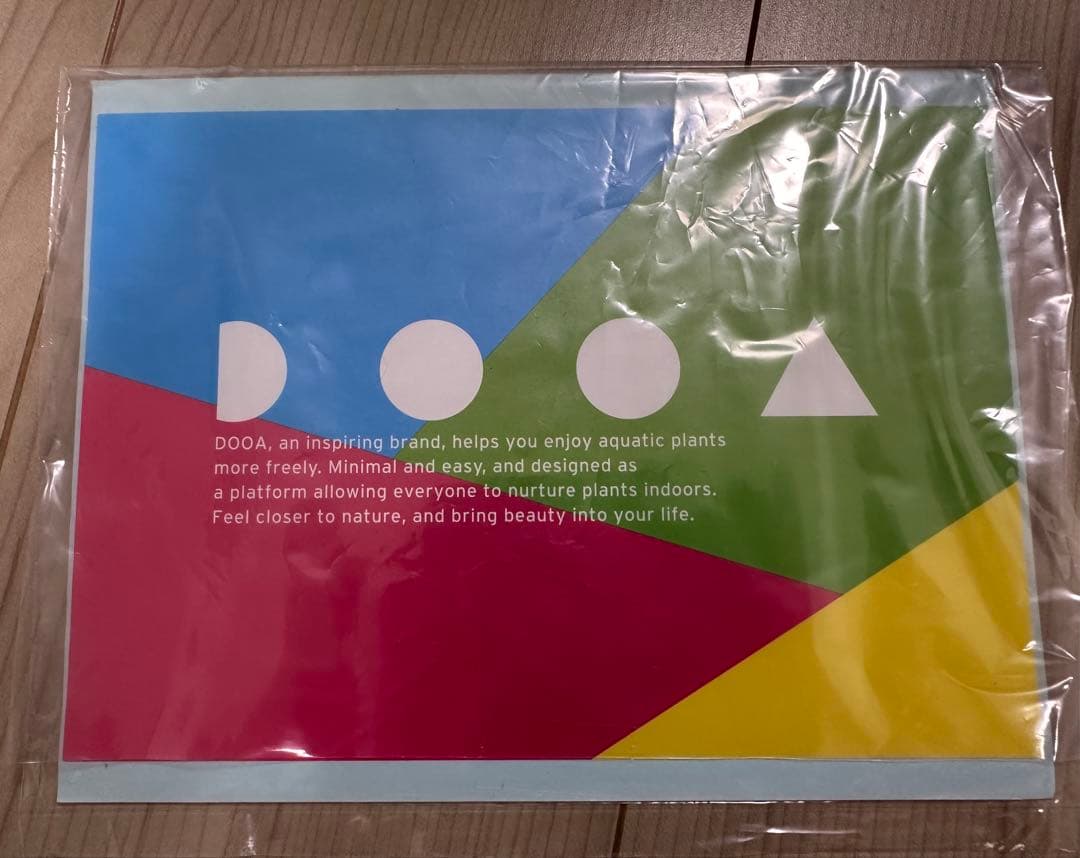 DOOA
DOOA, an inspiring brand, helps you enjoy aquatic plants
more freely. Minimal and easy, and designed as
a platform allowing everyone to nurture plants indoors.
Feel closer to nature, and bring beauty into your life.